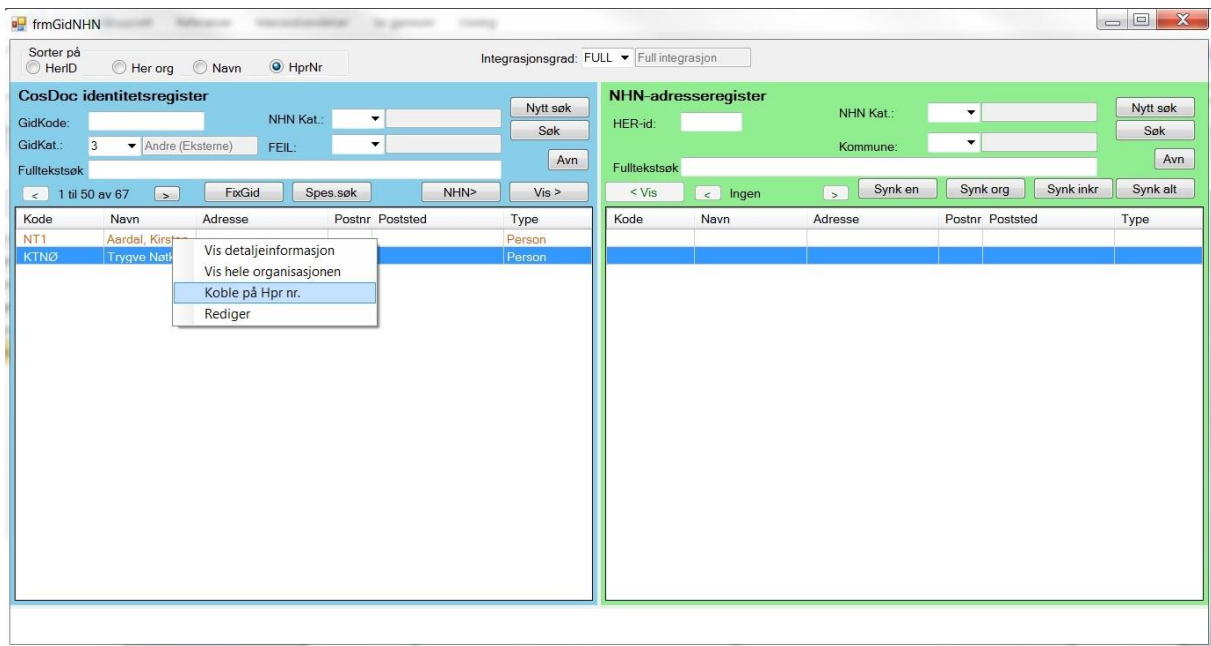 frmGidNHN
Sorter på
HerID Her org Navn HprNr
Integrasjonsgrad: FULL Full integrasjon
CosDoc identitetsregister
Nytt søk
GidKode: NHN Kat.:
Søk
GidKat.: 3 Andre (Eksterne) FEIL:
Avn
Fulltekstsøk
< 1 til 50 av 67 > FixGid Spes.søk NHN> Vis >
Kode Navn Adresse Postnr Poststed Type
NT1 Aardal, Kirsten Person
KTNØ Trygve Person
Vis detaljeinformasjon
Vis hele organisasjonen
Koble på Hpr nr.
Rediger
NHN-adresseregister
Nytt søk
HER-id: NHN Kat.:
Søk
Kommune:
Avn
Fulltekstsøk
< Vis < Ingen > Synk en Synk org Synk inkr Synk alt
Kode Navn Adresse Postnr Poststed Type